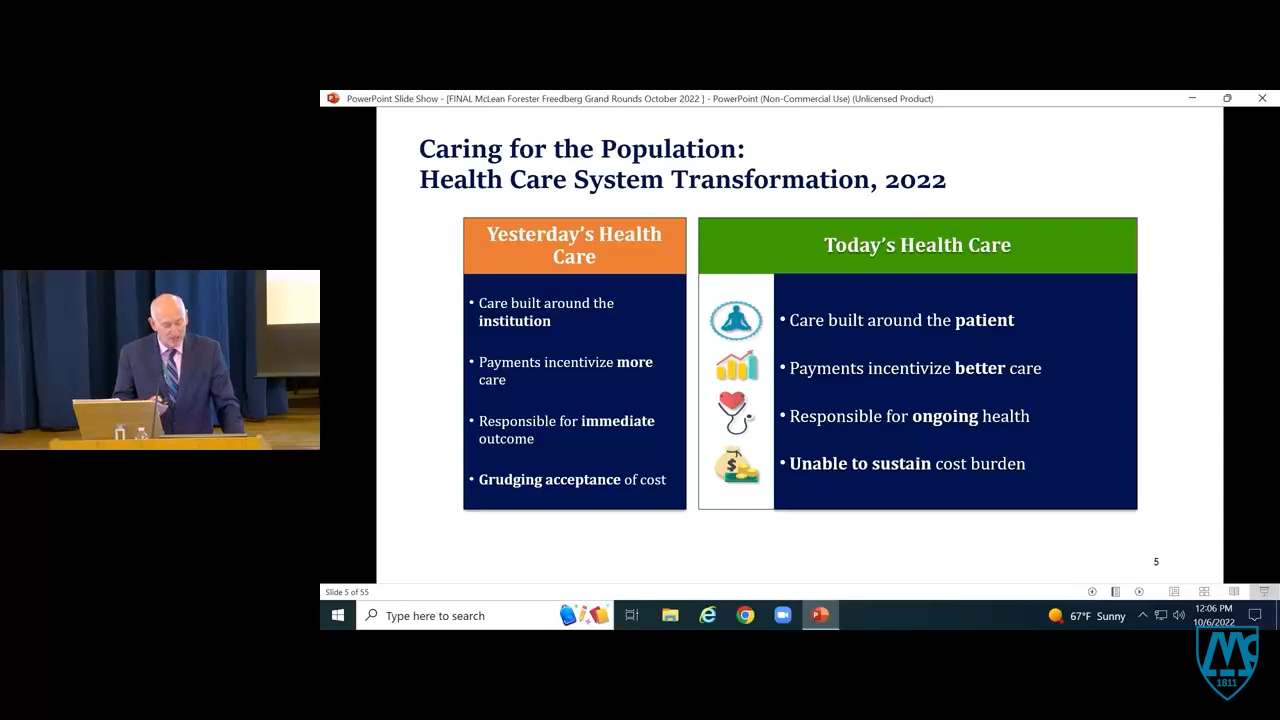 PowerPoint Slide Show - [FINAL McLean Forester Freedberg Grand Rounds October 2022 ] - PowerPoint (Non-Commercial Use) (Unlicensed Product)
Caring for the Population:
Health Care System Transformation, 2022
Yesterday's Health
Care
• Care built around the
institution
• Payments incentivize more
care
• Responsible for immediate
outcome
• Grudging acceptance of cost
Today's Health Care
• Care built around the patient
• Payments incentivize better care
• Responsible for ongoing health
$
• Unable to sustain cost burden
5
Slide 5 of 55
Type here to search
67°F Sunny
12:06 PM
10/6/2022
1811